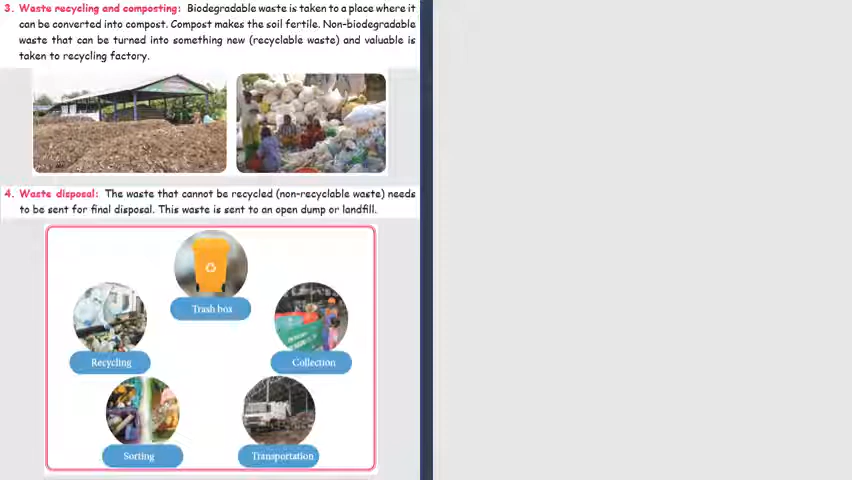 3. Waste recycling and composting: Biodegradable waste is taken to a place where it
can be converted into compost. Compost makes the soil fertile. Non-biodegradable
waste that can be turned into something new (recyclable waste) and valuable is
taken to recycling factory.
4. Waste disposal: The waste that cannot be recycled (non-recyclable waste) needs
to be sent for final disposal. This waste is sent to an open dump or landfill.
Trash box
Recycling
Collection
Sorting
Transportation